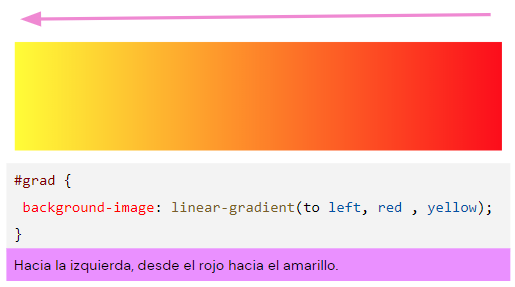 #grad {
background-image: linear-gradient(to left, red , yellow);
}
Hacia la izquierda, desde el rojo hacia el amarillo.